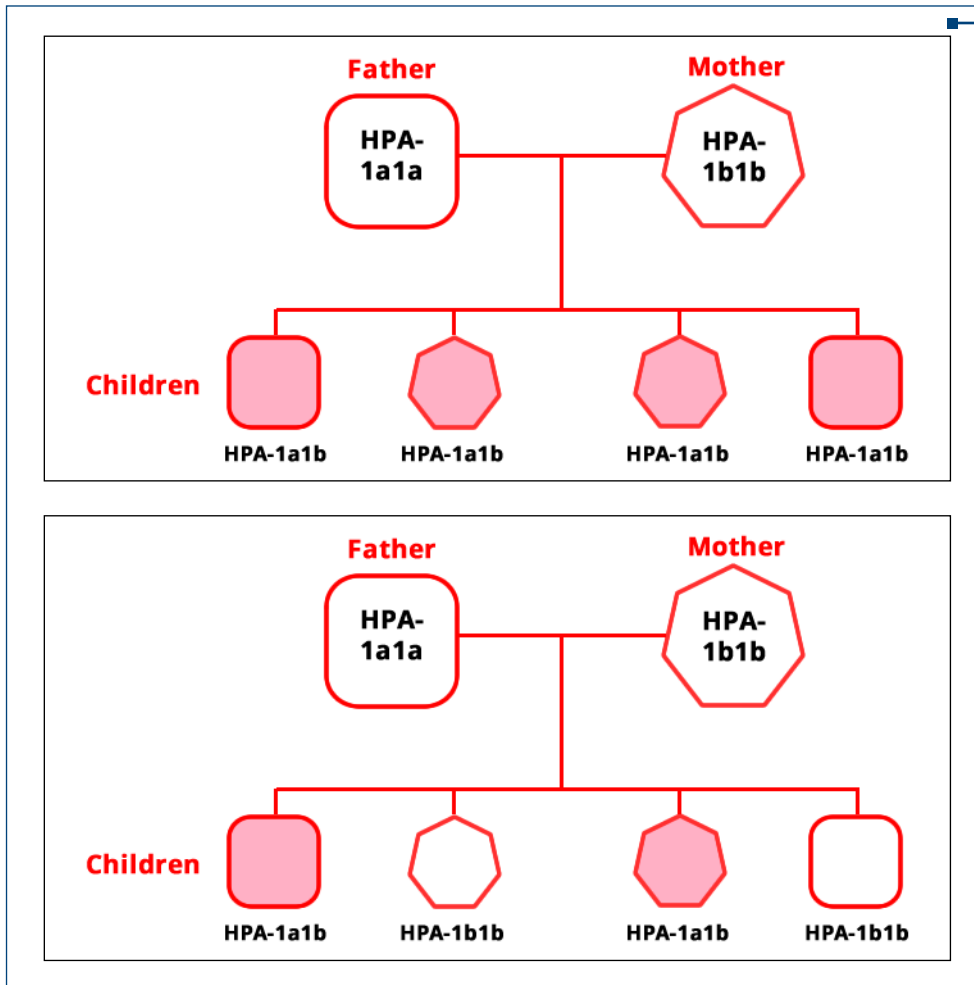 Father
Mother
HPA-
1a1a
HPA-
1b1b
Children
HPA-1a1b
HPA-1a1b
HPA-1a1b
HPA-1a1b
Father
Mother
HPA-
1a1a
HPA-
1b1b
Children
HPA-1a1b
HPA-1b1b
HPA-1a1b
HPA-1b1b